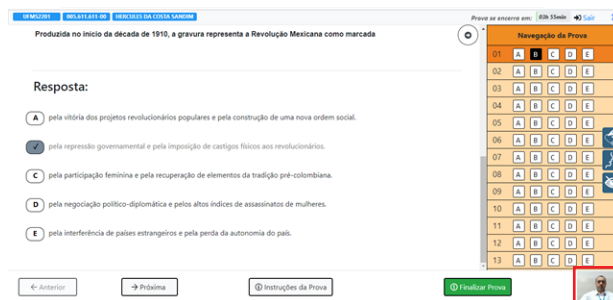 UFMS2201 805.611.611-00 HERCULES DA COSTA SANDIM
Prova se encerra em: 03h 55min Sair
Produzida no início da década de 1910, a gravura representa a Revolução Mexicana como marcada
Resposta:
A pela vitória dos projetos revolucionários populares e pela construção de uma nova ordem social.
✓ pela repressão governamental e pela imposição de castigos físicos aos revolucionários.
C pela participação feminina e pela recuperação de elementos da tradição pré-colombiana.
D pela negociação político-diplomática e pelos altos índices de assassinatos de mulheres.
E pela interferência de países estrangeiros e pela perda da autonomia do país.
← Anterior → Próxima Instruções da Prova Finalizar Prova
Navegação da Prova
01 A B C D E
02 A B C D E
03 A B C D E
04 A B C D E
05 A B C D E
06 A B C D E
07 A B C D E
08 A B C D E
09 A B C D E
10 A B C D E
11 A B C D E
12 A B C D E
13 A B C D E